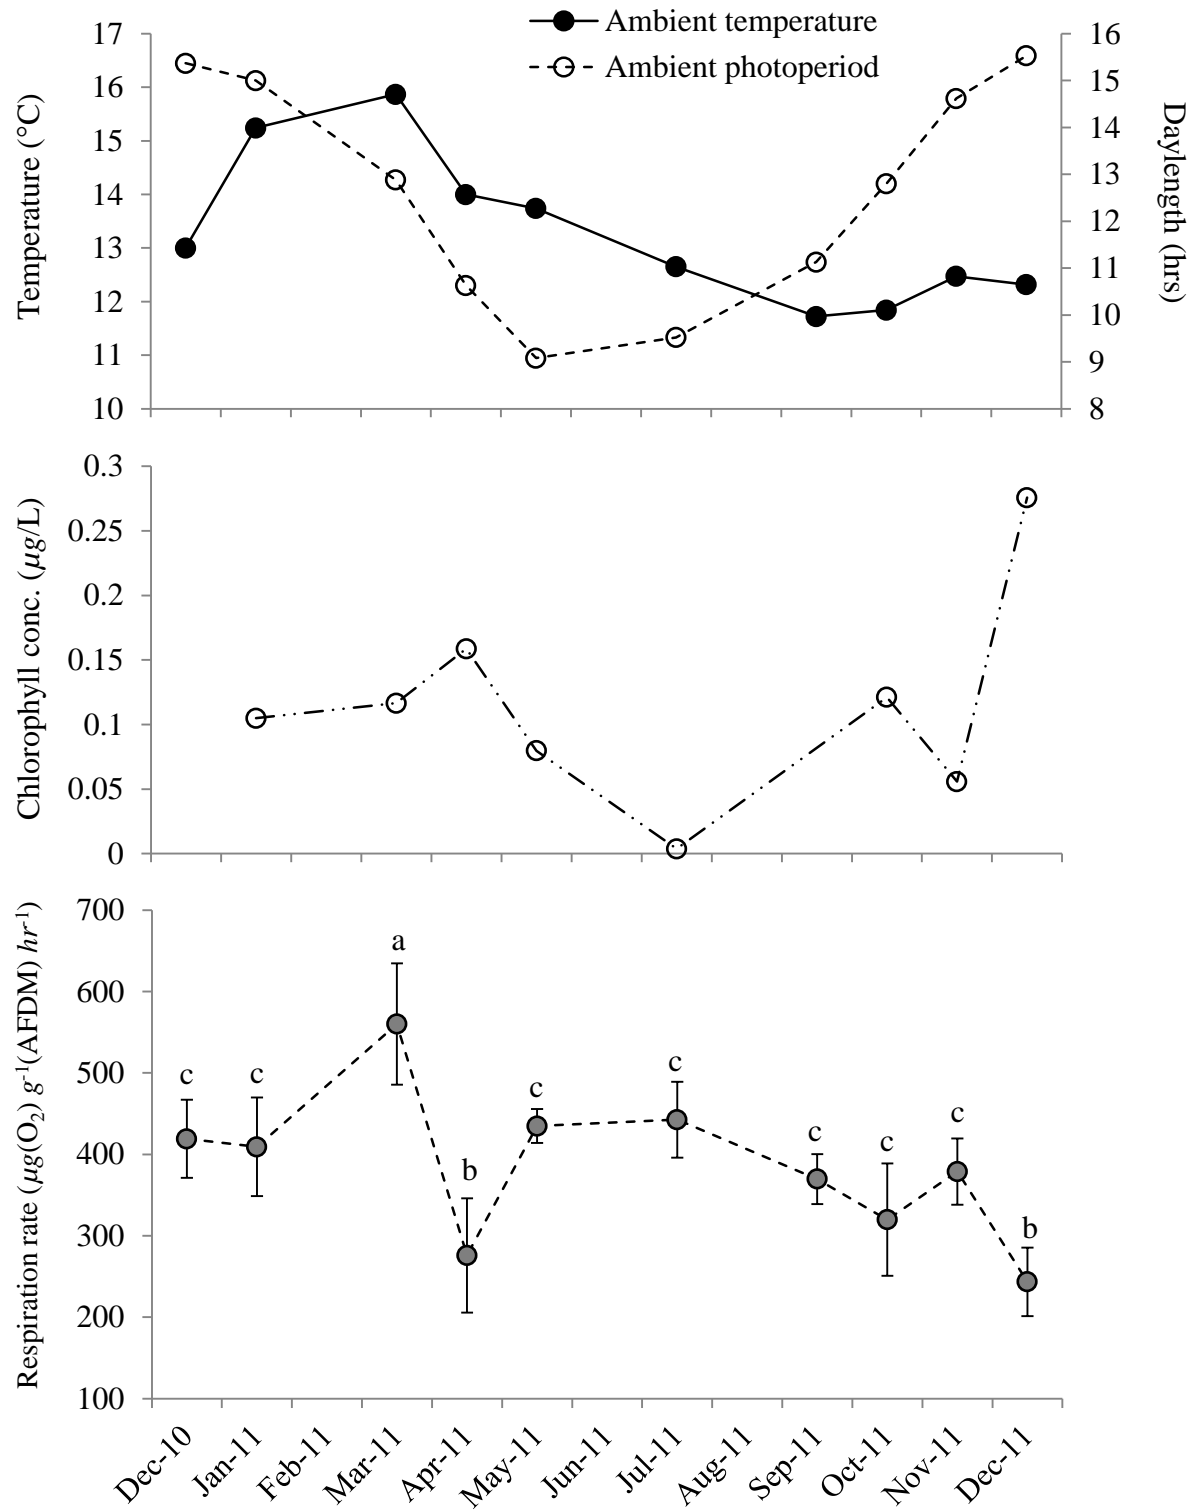 Ambient temperature
Ambient photoperiod
Temperature (°C)
17
16
15
14
13
12
11
10
Daylength (hrs)
16
15
14
13
12
11
10
9
8
Chlorophyll conc. (µg/L)
0.3
0.25
0.2
0.15
0.1
0.05
0
Respiration rate (µg(O₂) g⁻¹(AFDM) hr⁻¹)
700
600
500
400
300
200
100
c
c
a
b
c
c
c
c
c
b
Dec-10
Jan-11
Feb-11
Mar-11
Apr-11
May-11
Jun-11
Jul-11
Aug-11
Sep-11
Oct-11
Nov-11
Dec-11